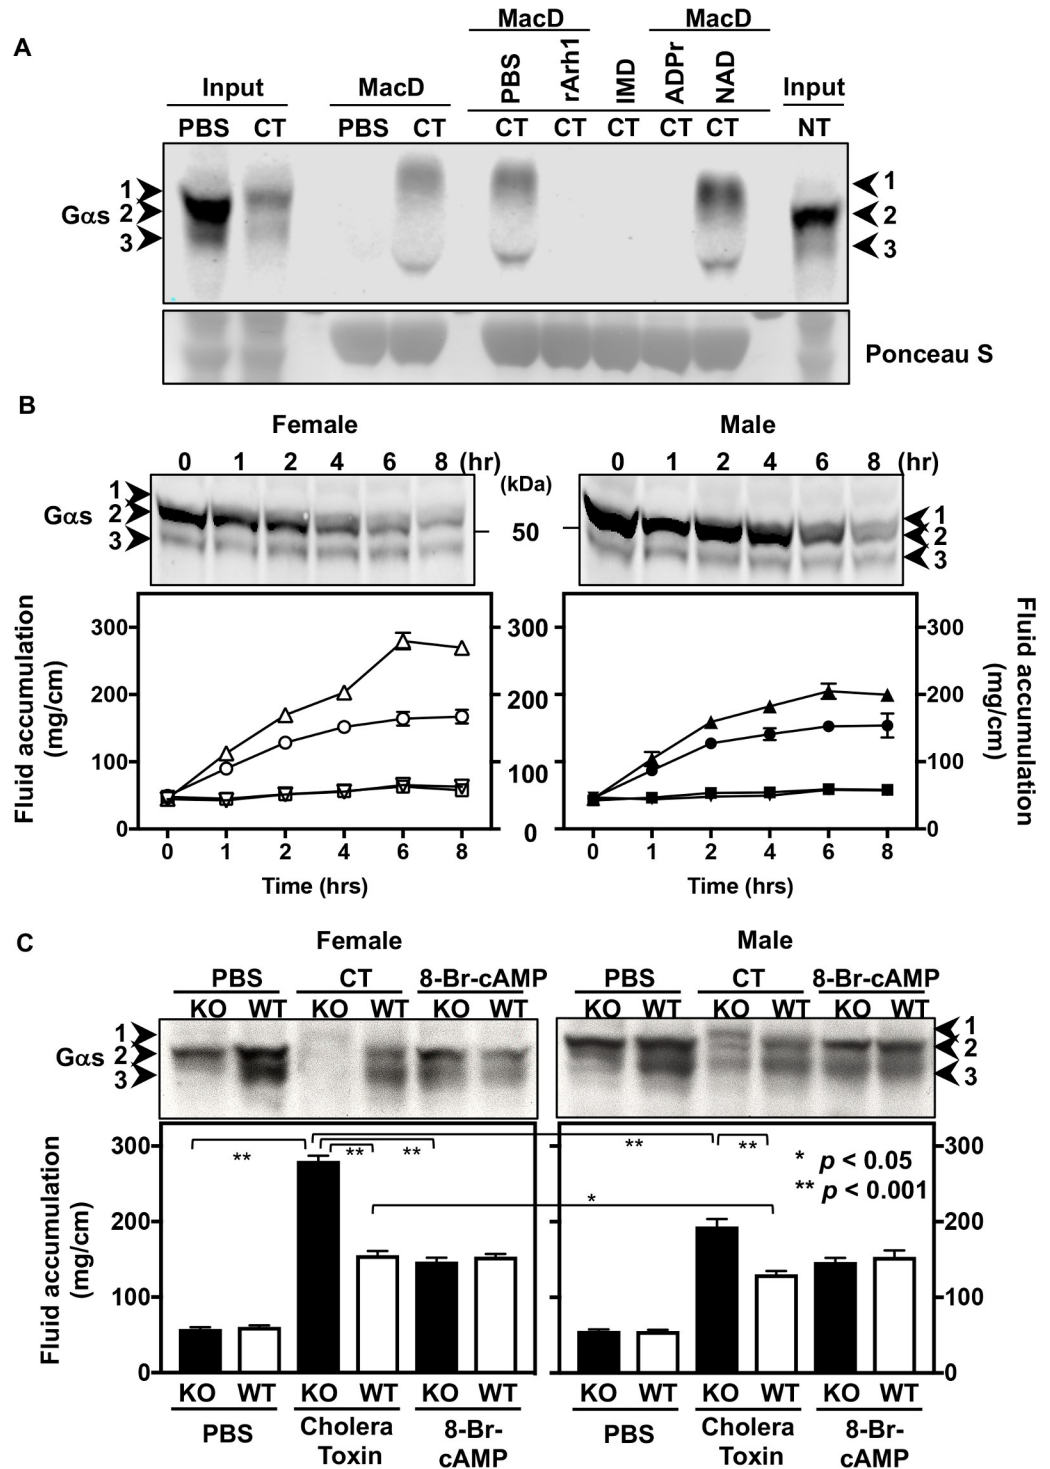 A
MacD MacD
Input MacD PBS rArh1 IMD ADPr NAD Input
PBS CT PBS CT CT CT CT CT CT NT
Gαs 1 2 3 1 2 3
Ponceau S
B
Female Male
0 1 2 4 6 8 (hr) (kDa) 0 1 2 4 6 8 (hr)
Gαs 1 2 3 50 1 2 3
Fluid accumulation (mg/cm)
300 300 300
200 200 200
100 100 100
0 0 0
Fluid accumulation (mg/cm)
0 1 2 4 6 8 0 1 2 4 6 8
Time (hrs) Time (hrs)
C
Female Male
PBS CT 8-Br-cAMP PBS CT 8-Br-cAMP
KO WT KO WT KO WT KO WT KO WT KO WT
Gαs 1 2 3 1 2 3
Fluid accumulation (mg/cm)
300 ** ** ** ** ** 300
* p < 0.05
** p < 0.001
200 * 200
100 100
0 0
KO WT KO WT KO WT KO WT KO WT KO WT
PBS Cholera Toxin 8-Br-cAMP PBS Cholera Toxin 8-Br-cAMP